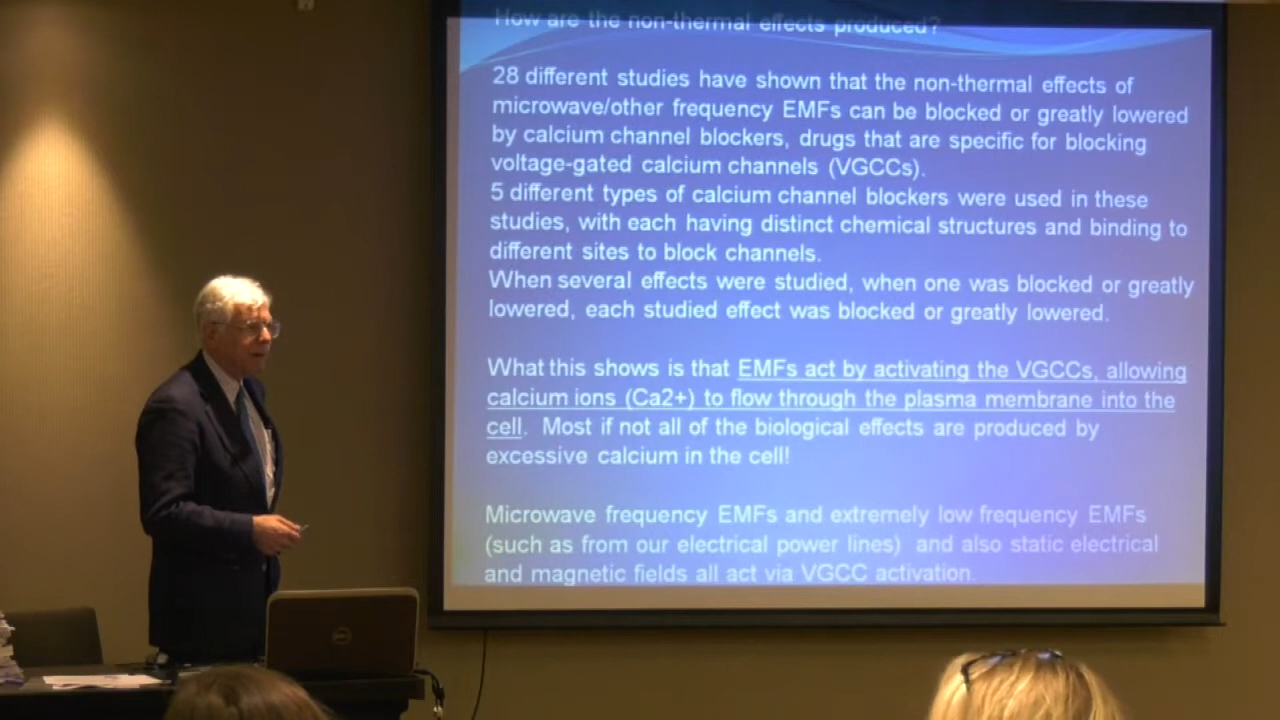 How are the non-thermal effects produced?
28 different studies have shown that the non-thermal effects of
microwave/other frequency EMFs can be blocked or greatly lowered
by calcium channel blockers, drugs that are specific for blocking
voltage-gated calcium channels (VGCCs).
5 different types of calcium channel blockers were used in these
studies, with each having distinct chemical structures and binding to
different sites to block channels.
When several effects were studied, when one was blocked or greatly
lowered, each studied effect was blocked or greatly lowered.
What this shows is that EMFs act by activating the VGCCs, allowing
calcium ions (Ca2+) to flow through the plasma membrane into the
cell. Most if not all of the biological effects are produced by
excessive calcium in the cell!
Microwave frequency EMFs and extremely low frequency EMFs
(such as from our electrical power lines) and also static electrical
and magnetic fields all act via VGCC activation.